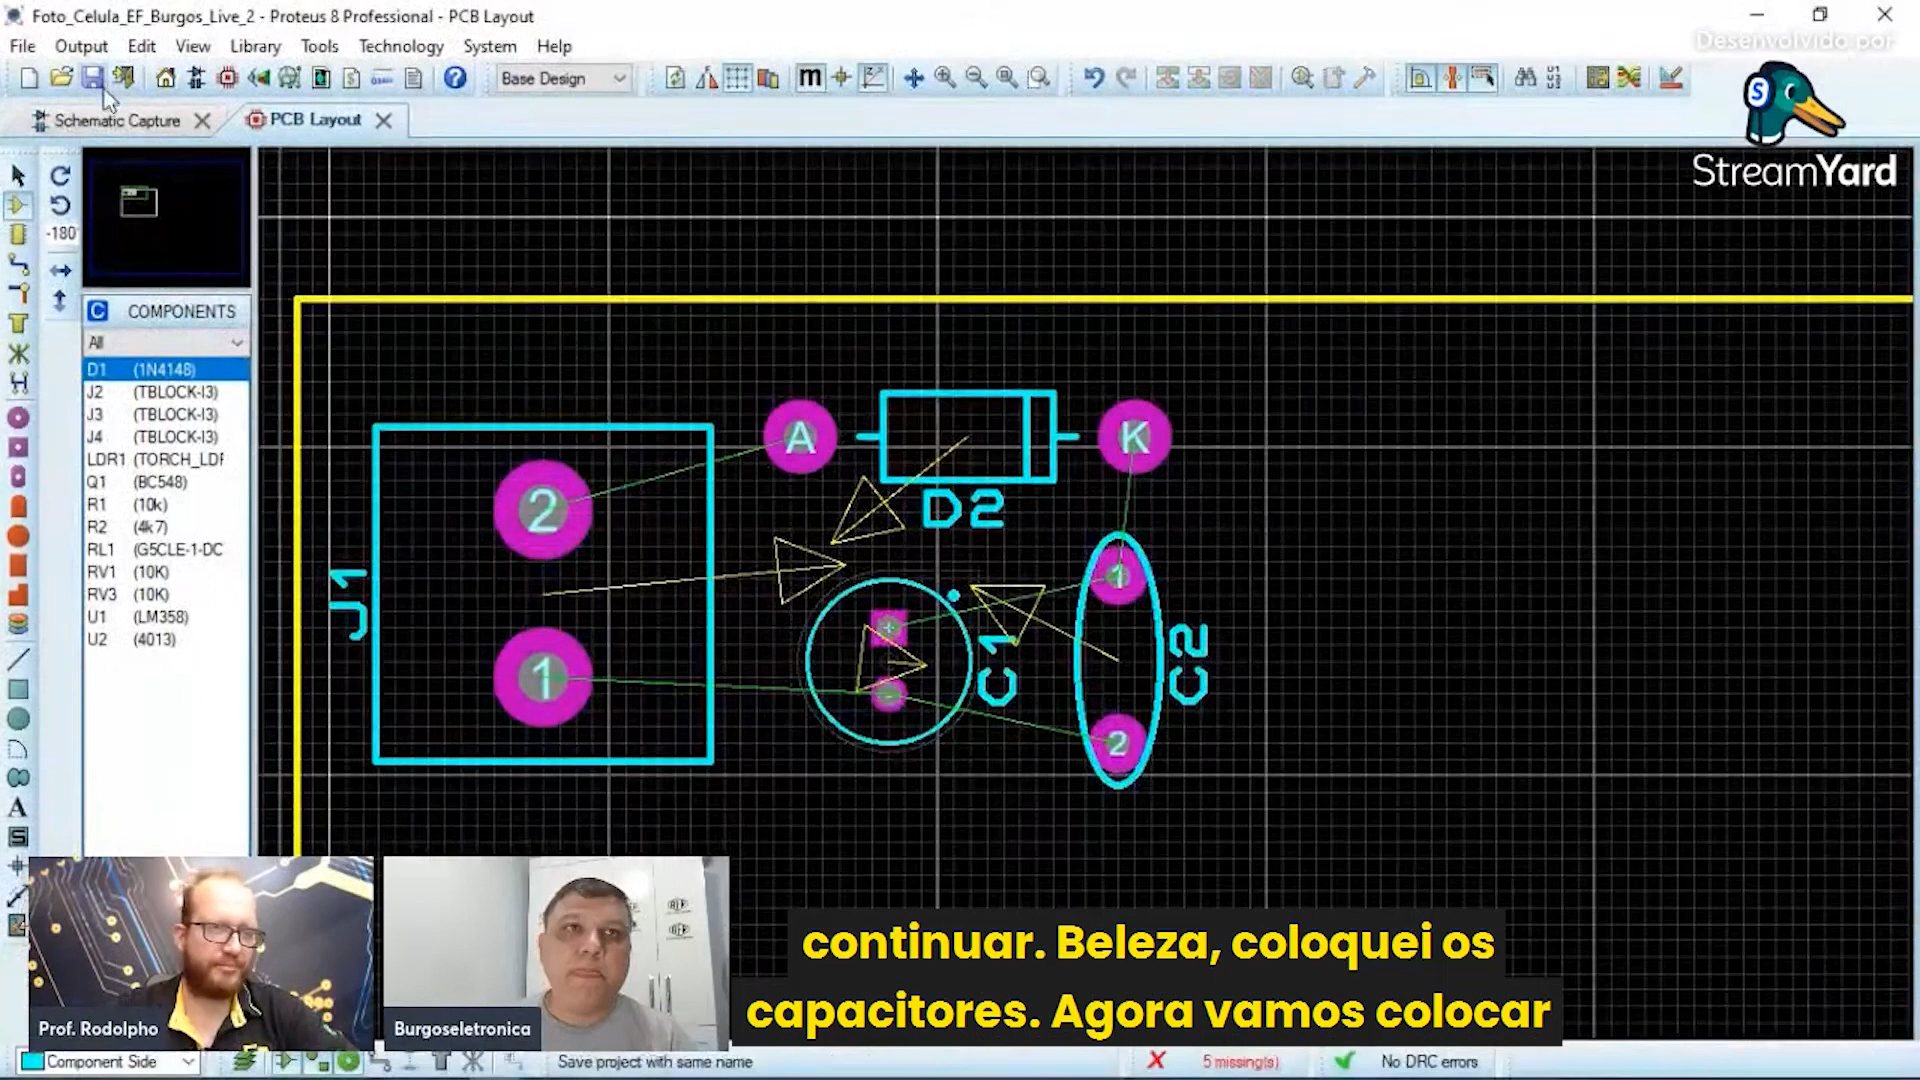 Foto_Celula_EF_Burgos_Live_2 - Proteus 8 Professional - PCB Layout
File Output Edit View Library Tools Technology System Help
Desenvolvido por
Base Design
m
Schematic Capture
PCB Layout
StreamYard
-180
C COMPONENTS
All
D1 (1N4148)
J2 (TBLOCK-I3)
J3 (TBLOCK-I3)
J4 (TBLOCK-I3)
LDR1 (TORCH_LDF
Q1 (BC548)
R1 (10k)
R2 (4k7)
RL1 (G5CLE-1-DC
RV1 (10K)
RV3 (10K)
U1 (LM358)
U2 (4013)
A
K
D2
2
J1
1
C1
1
C2
2
A
S
Prof. Rodolpho
Burgoseletronica
continuar. Beleza, coloquei os
capacitores. Agora vamos colocar
Component Side
Save project with same name
5 missing(s)
No DRC errors